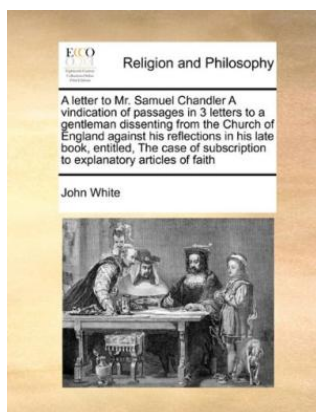 ECCO
Religion and Philosophy
A letter to Mr. Samuel Chandler A
vindication of passages in 3 letters to a
gentleman dissenting from the Church of
England against his reflections in his late
book, entitled, The case of subscription
to explanatory articles of faith
John White